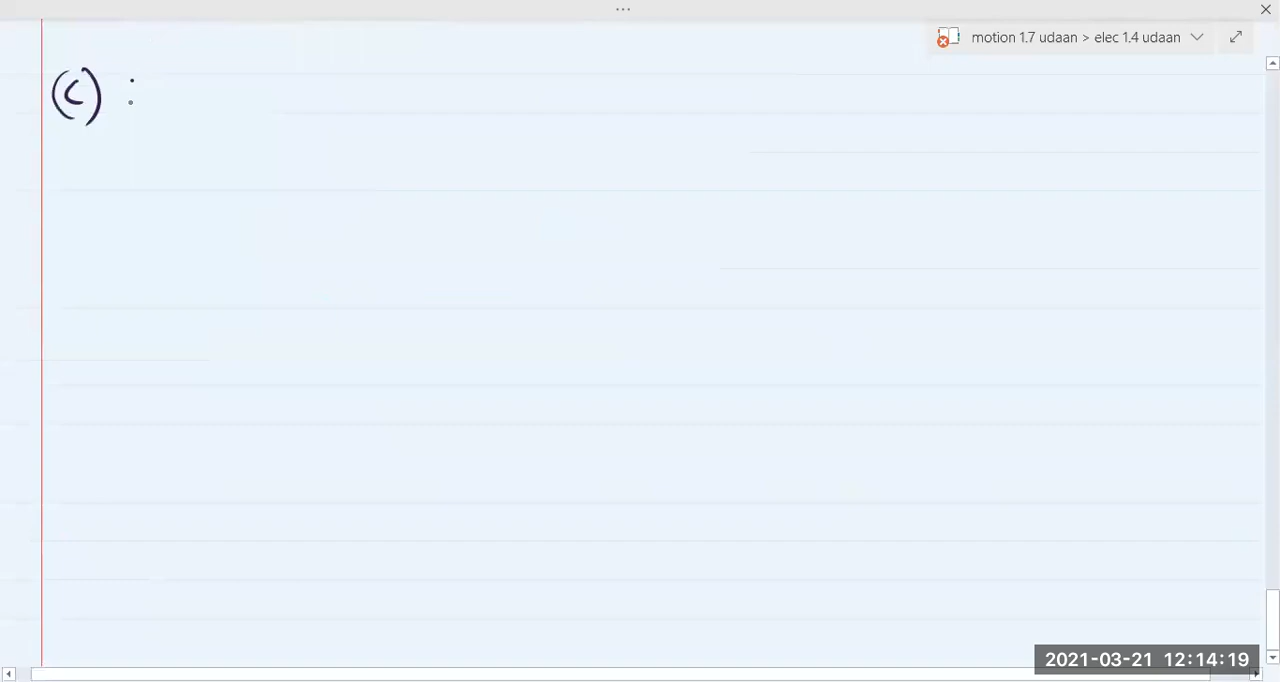 ...
motion 1.7 udaan > elec 1.4 udaan
(C) :
2021-03-21 12:14:19